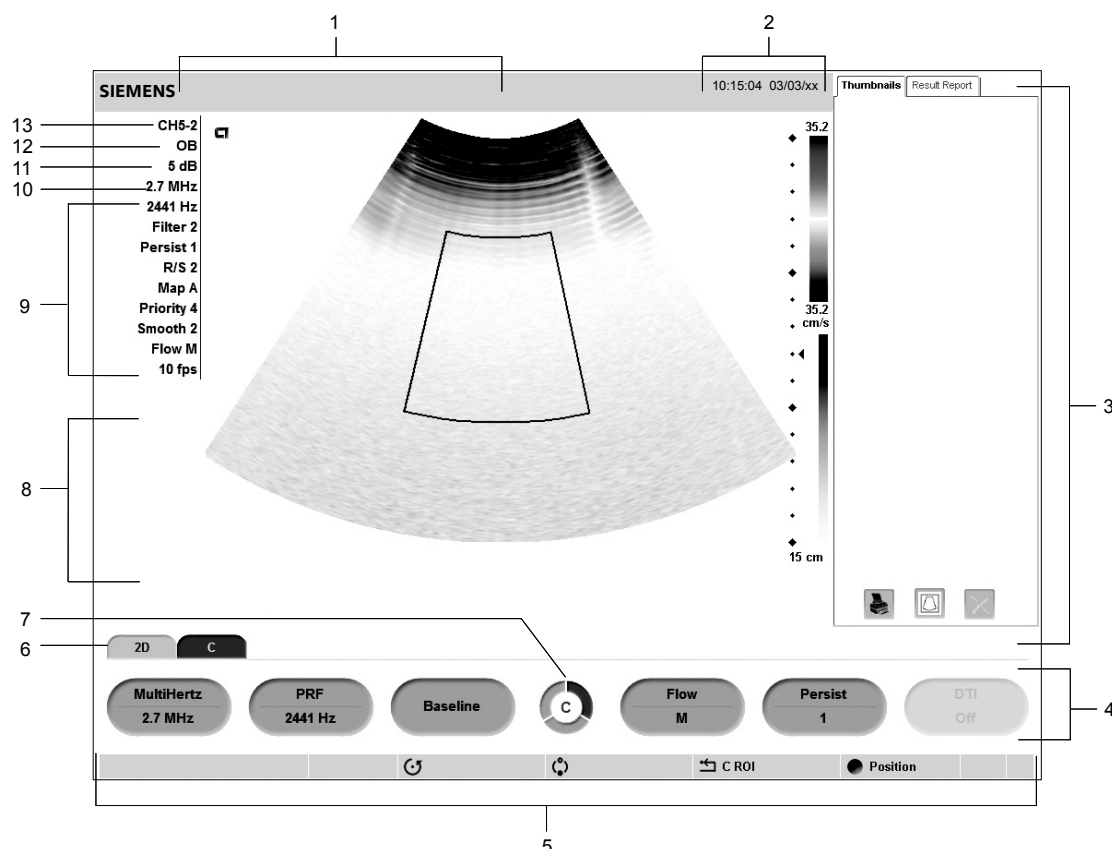 1
2
SIEMENS
10:15:04 03/03/xx
Thumbnails
Result Report
13
CH5-2
12
OB
11
5 dB
10
2.7 MHz
2441 Hz
Filter 2
Persist 1
R/S 2
Map A
9
Priority 4
Smooth 2
Flow M
10 fps
35.2
35.2
cm/s
3
8
15 cm
7
6
2D
C
MultiHertz
2.7 MHz
PRF
2441 Hz
Baseline
C
Flow
M
Persist
1
DTI
Off
4
C ROI
Position
5